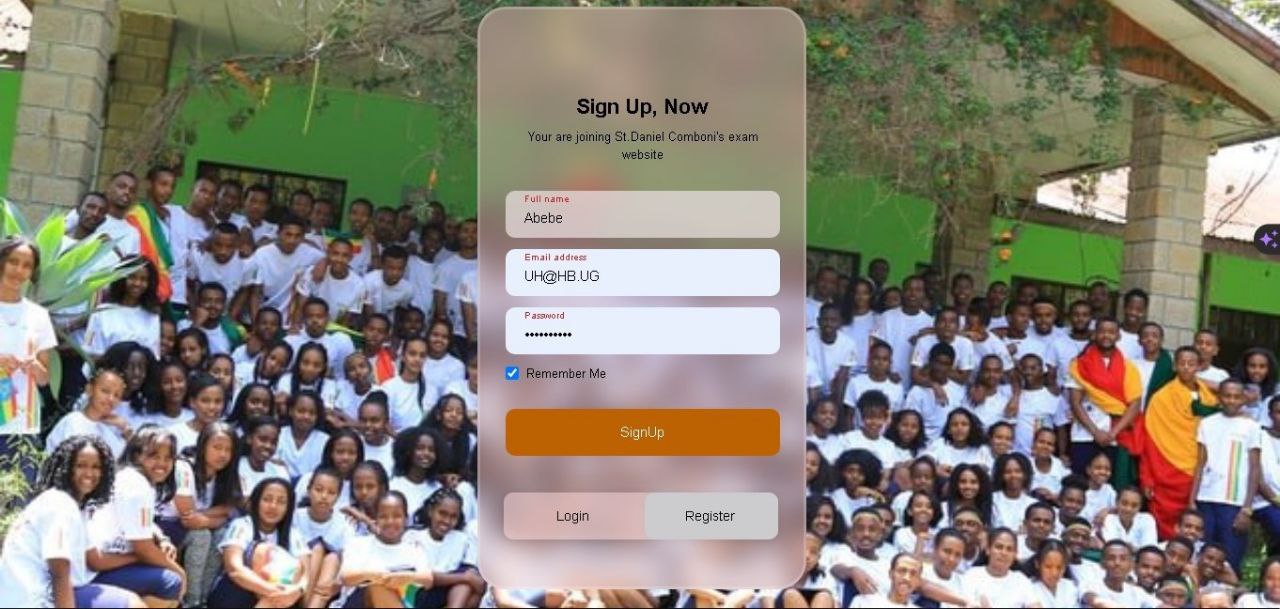 Sign Up, Now
Your are joining St.Daniel Comboni's exam
website
Full name
Abebe
Email address
UH@HB.UG
Password
••••••••••
Remember Me
SignUp
Login
Register